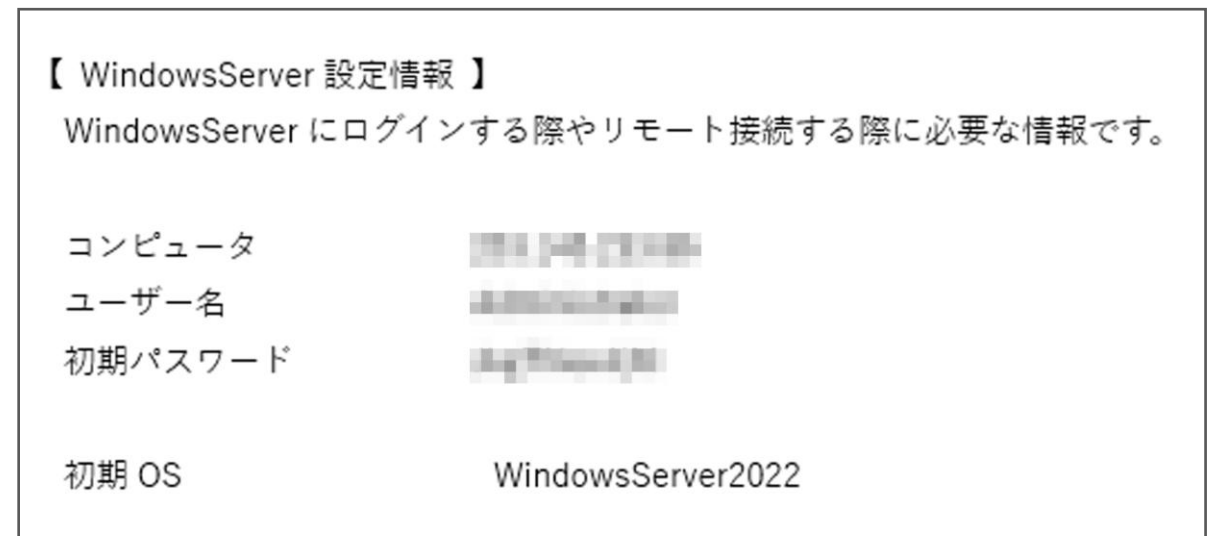 【 WindowsServer 設定情報 】
WindowsServer にログインする際やリモート接続する際に必要な情報です。
コンピュータ
ユーザー名
初期パスワード
初期 OS WindowsServer2022